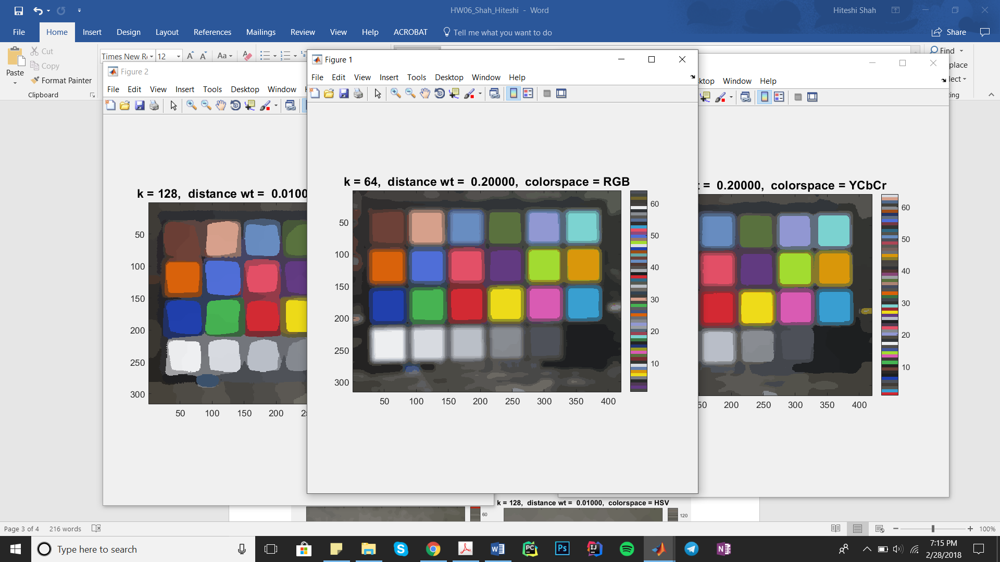 HW06_Shah_Hiteshi - Word
Hiteshi Shah
File Home Insert Design Layout References Mailings Review View Help ACROBAT Tell me what you want to do
Share
Cut
Copy
Paste
Format Painter
Clipboard
Times New R
12
Aa
Find
place
lect
ting
Figure 2
File Edit View Insert Tools Desktop Window
k = 128, distance wt = 0.0100
50
100
150
200
250
300
50 100 150 200
Figure 1
File Edit View Insert Tools Desktop Window Help
k = 64, distance wt = 0.20000, colorspace = RGB
50
100
150
200
250
300
50 100 150 200 250 300 350 400
60
50
40
30
20
10
ktop Window Help
t = 0.20000, colorspace = YCbCr
50 200 250 300 350 400
60
50
40
30
20
10
k = 128, distance wt = 0.01000, colorspace = HSV
60
120
Page 3 of 4 216 words
100%
Type here to search
7:15 PM
2/28/2018